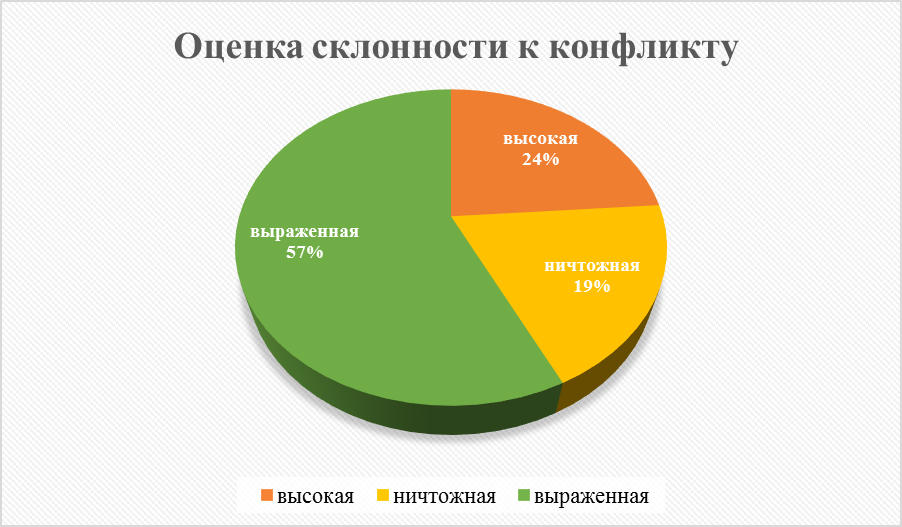 Оценка склонности к конфликту
высокая
24%
выраженная
57%
ничтожная
19%
высокая ничтожная выраженная